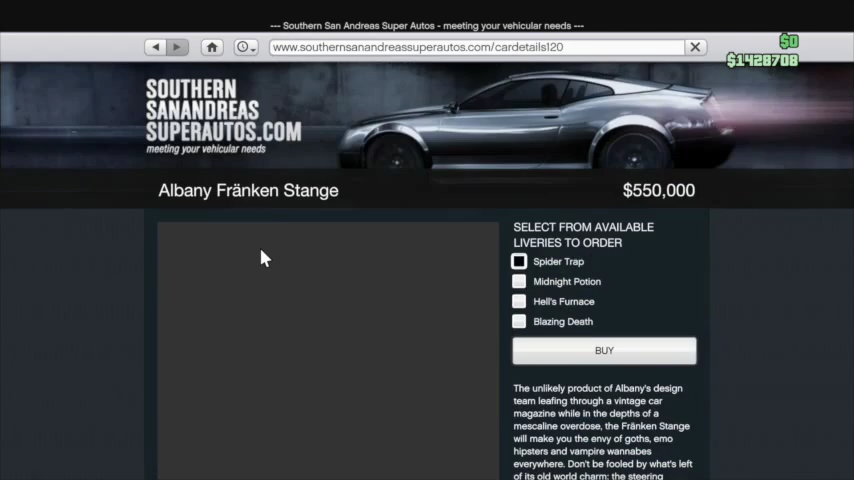 --- Southern San Andreas Super Autos - meeting your vehicular needs ---
www.southernsanandreassuperautos.com/cardetails120
$0
$1428708
SOUTHERN
SANANDREAS
SUPERAUTOS.COM
meeting your vehicular needs
Albany Fränken Stange
$550,000
SELECT FROM AVAILABLE
LIVERIES TO ORDER
Spider Trap
Midnight Potion
Hell's Furnace
Blazing Death
BUY
The unlikely product of Albany's design
team leafing through a vintage car
magazine while in the depths of a
mescaline overdose, the Fränken Stange
will make you the envy of goths, emo
hipsters and vampire wannabes
everywhere. Don't be fooled by what's left
of its old world charm: the steering